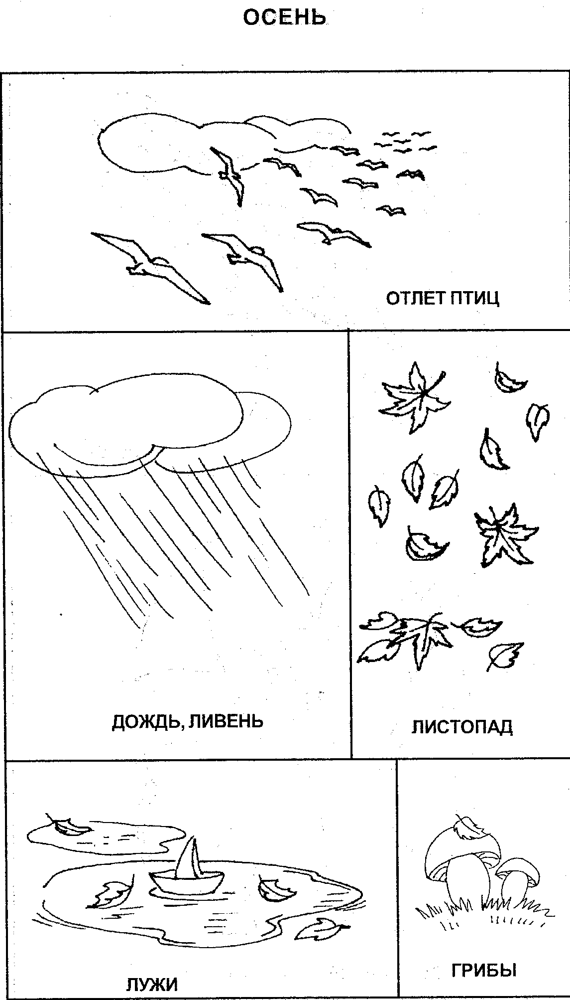 ОСЕНЬ
ОТЛЕТ ПТИЦ
ДОЖДЬ, ЛИВЕНЬ
ЛИСТОПАД
ЛУЖИ
ГРИБЫ